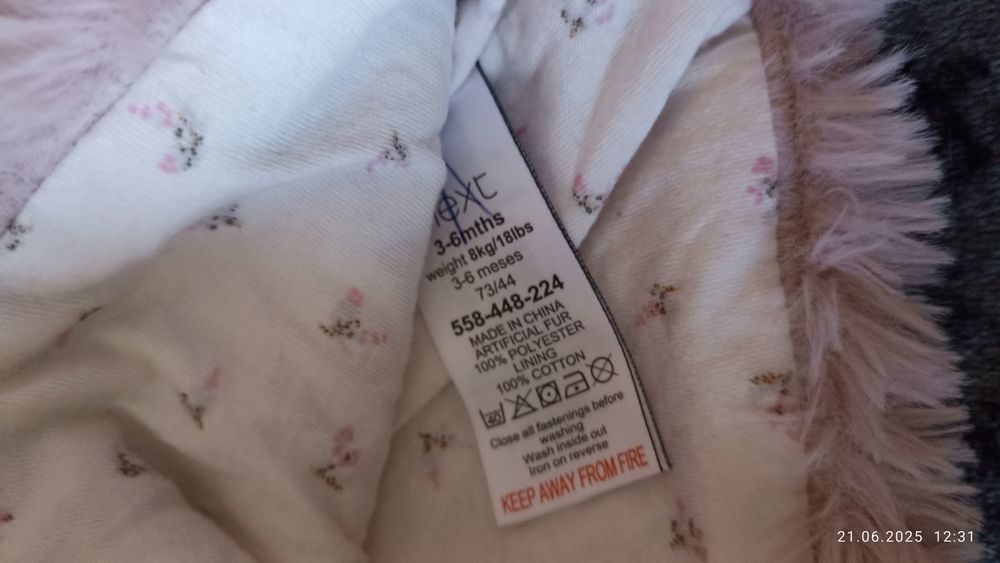 next
3-6mths
weight 8kg/18lbs
3-6 meses
73/44
558-448-224
MADE IN CHINA
ARTIFICIAL FUR
100% POLYESTER
LINING
100% COTTON
40
Close all fastenings before
washing
Wash inside out
Iron on reverse
KEEP AWAY FROM FIRE
21.06.2025 12:31